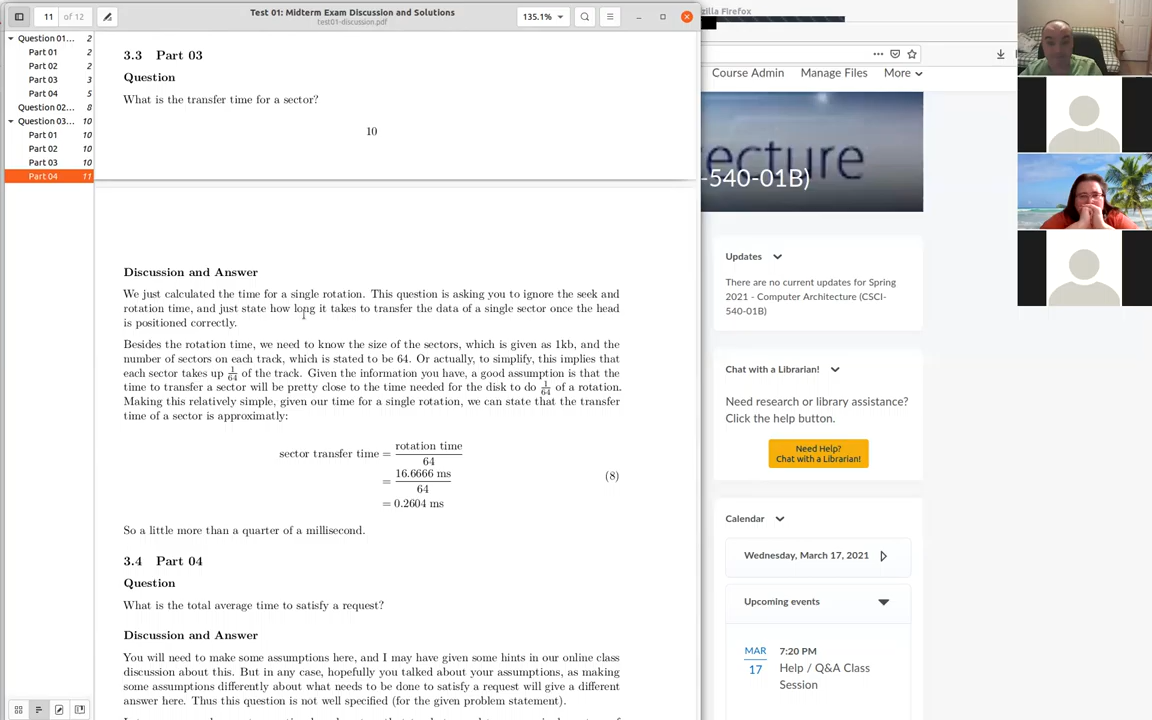 11
of 12
Test 01: Midterm Exam Discussion and Solutions
test01-discussion.pdf
135.1%
zilla Firefox
Question 01... 2
Part 01 2
Part 02 2
Part 03 3
Part 04 5
Question 02... 8
Question 03... 10
Part 01 10
Part 02 10
Part 03 10
Part 04 11
3.3 Part 03
Question
What is the transfer time for a sector?
10
Discussion and Answer
We just calculated the time for a single rotation. This question is asking you to ignore the seek and
rotation time, and just state how long it takes to transfer the data of a single sector once the head
is positioned correctly.
Besides the rotation time, we need to know the size of the sectors, which is given as 1kb, and the
number of sectors on each track, which is stated to be 64. Or actually, to simplify, this implies that
each sector takes up 1/64 of the track. Given the information you have, a good assumption is that the
time to transfer a sector will be pretty close to the time needed for the disk to do 1/64 of a rotation.
Making this relatively simple, given our time for a single rotation, we can state that the transfer
time of a sector is approximatly:
sector transfer time = rotation time / 64
= 16.6666 ms / 64
(8)
= 0.2604 ms
So a little more than a quarter of a millisecond.
3.4 Part 04
Question
What is the total average time to satisfy a request?
Discussion and Answer
You will need to make some assumptions here, and I may have given some hints in our online class
discussion about this. But in any case, hopefully you talked about your assumptions, as making
some assumptions differently about what needs to be done to satisfy a request will give a different
answer here. Thus this question is not well specified (for the given problem statement).
Course Admin Manage Files More
ecture
-540-01B)
Updates
There are no current updates for Spring
2021 - Computer Architecture (CSCI-
540-01B)
Chat with a Librarian!
Need research or library assistance?
Click the help button.
Need Help?
Chat with a Librarian!
Calendar
Wednesday, March 17, 2021
Upcoming events
MAR
17
7:20 PM
Help / Q&A Class
Session